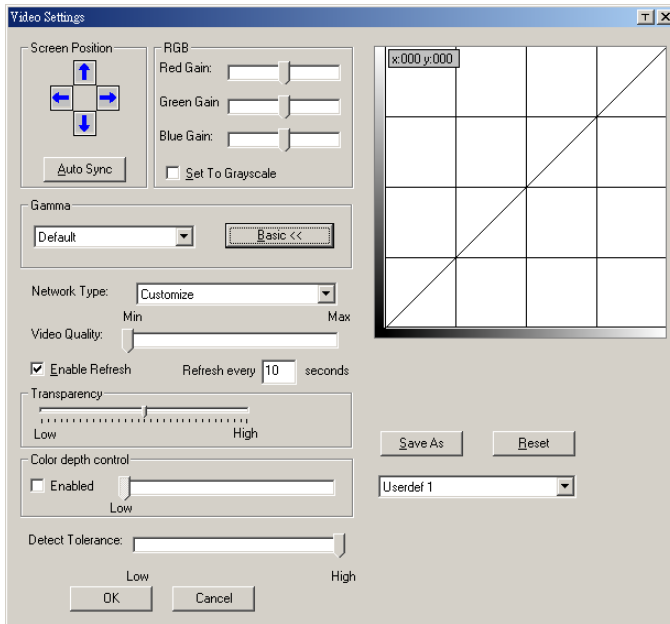 Video Settings
Screen Position
Auto Sync
RGB
Red Gain:
Green Gain
Blue Gain:
Set To Grayscale
x:000 y:000
Gamma
Default
Basic <<
Network Type:
Customize
Min
Max
Video Quality:
Enable Refresh
Refresh every 10 seconds
Transparency
Low
High
Color depth control
Enabled
Low
Detect Tolerance:
Low
High
OK
Cancel
Save As
Reset
Userdef 1